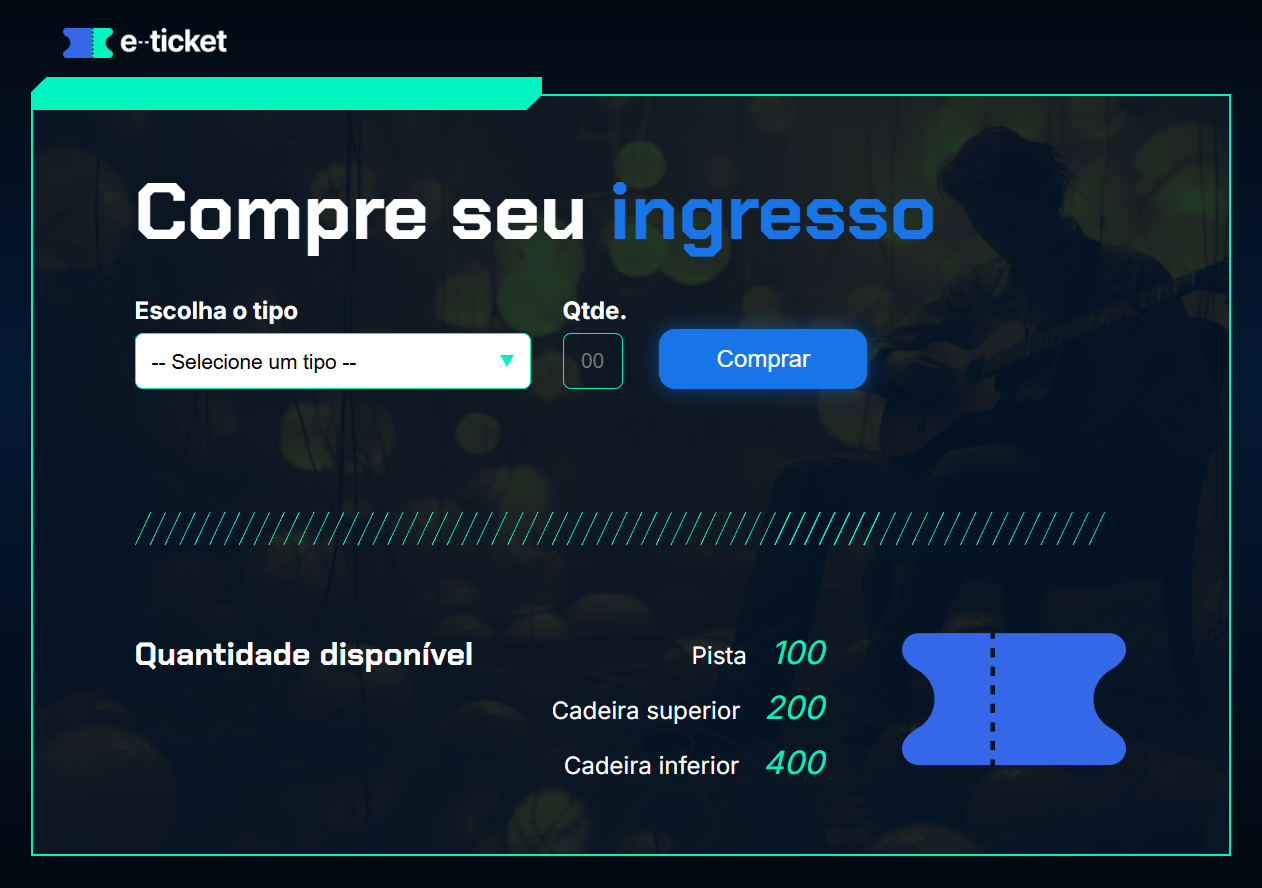 e--ticket
Compre seu ingresso
Escolha o tipo
Qtde.
-- Selecione um tipo --
00
Comprar
Quantidade disponível
Pista 100
Cadeira superior 200
Cadeira inferior 400